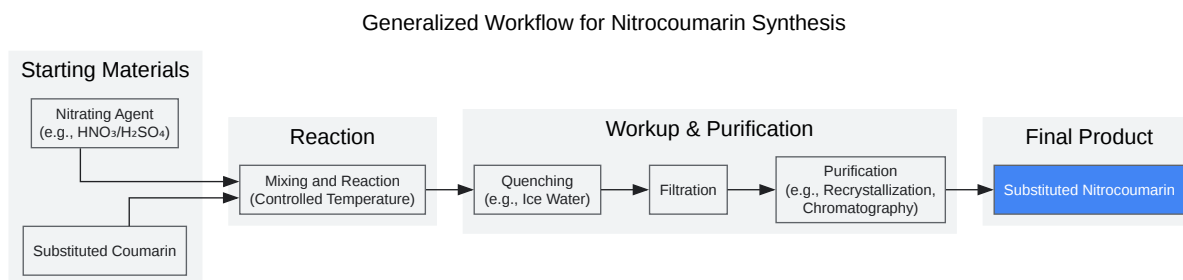 Generalized Workflow for Nitrocoumarin Synthesis
Starting Materials
Nitrating Agent
(e.g., HNO₃/H₂SO₄)
Substituted Coumarin
Reaction
Mixing and Reaction
(Controlled Temperature)
Workup & Purification
Quenching
(e.g., Ice Water)
Filtration
Purification
(e.g., Recrystallization,
Chromatography)
Final Product
Substituted Nitrocoumarin